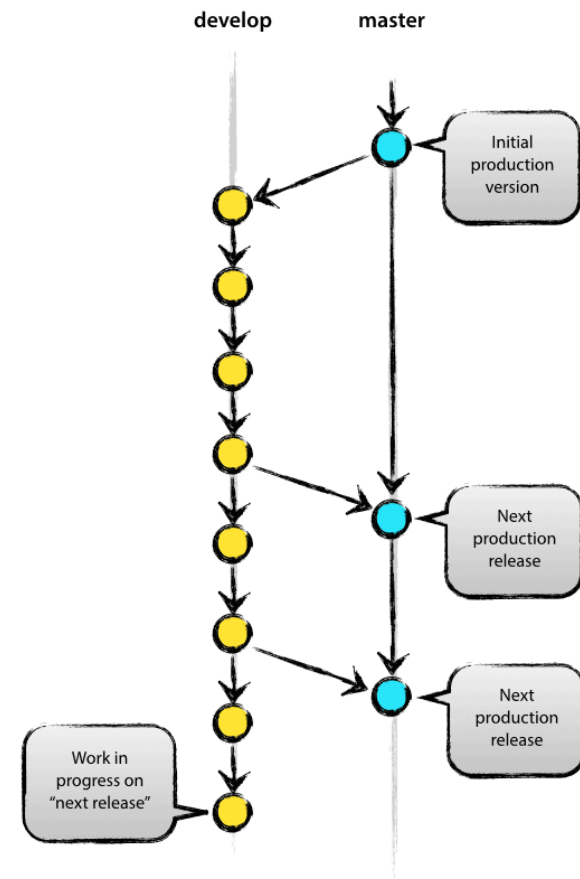 develop
master
Initial
production
version
Next
production
release
Next
production
release
Work in
progress on
“next release”